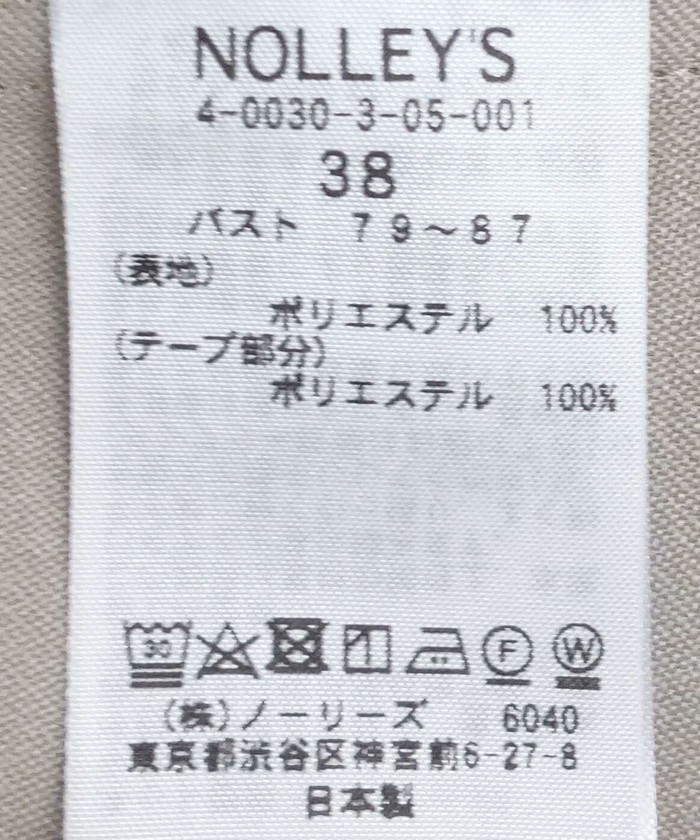 NOLLEY'S
4-0030-3-05-001
38
バスト 79～87
(表地)
ポリエステル 100%
(テープ部分)
ポリエステル 100%
30 F W
(株)ノーリーズ 6040
東京都渋谷区神宮前6-27-8
日本製